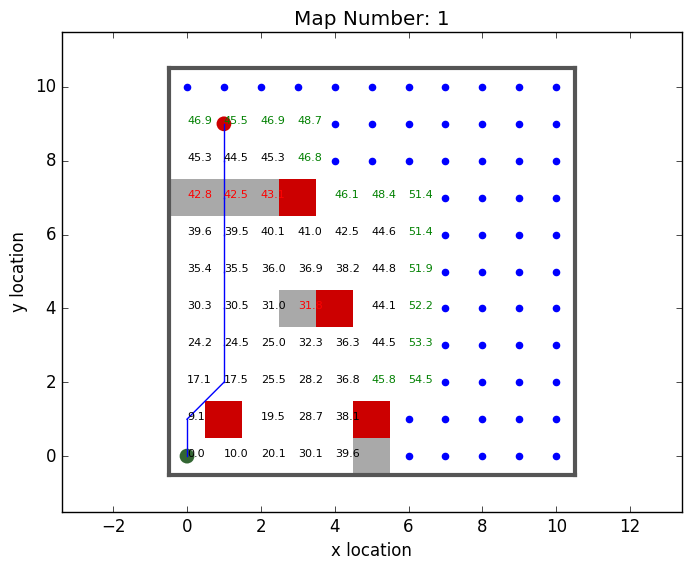 Map Number: 1
10
46.9 45.5 46.9 48.7
8
45.3 44.5 45.3 46.8
42.8 42.5 46.1 48.4 51.4
6
39.6 39.5 40.1 41.0 42.5 44.6 51.4
35.4 35.5 36.0 36.9 38.2 44.8 51.9
4
30.3 30.5 31.0 44.1 52.2
24.2 24.5 25.0 32.3 36.3 44.5 53.3
2
17.1 17.5 25.5 28.2 36.8 45.8 54.5
9.1 19.5 28.7 38.1
0
0.0 10.0 20.1 30.1 39.6
−2 0 2 4 6 8 10 12
x location
y location